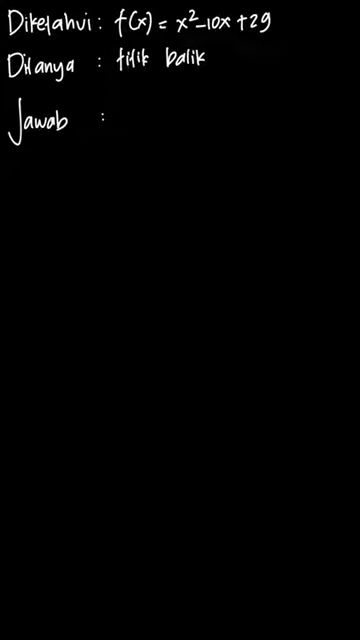 Diketahui : f(x) = x² - 10x + 29
Ditanya : titik balik
Jawab :